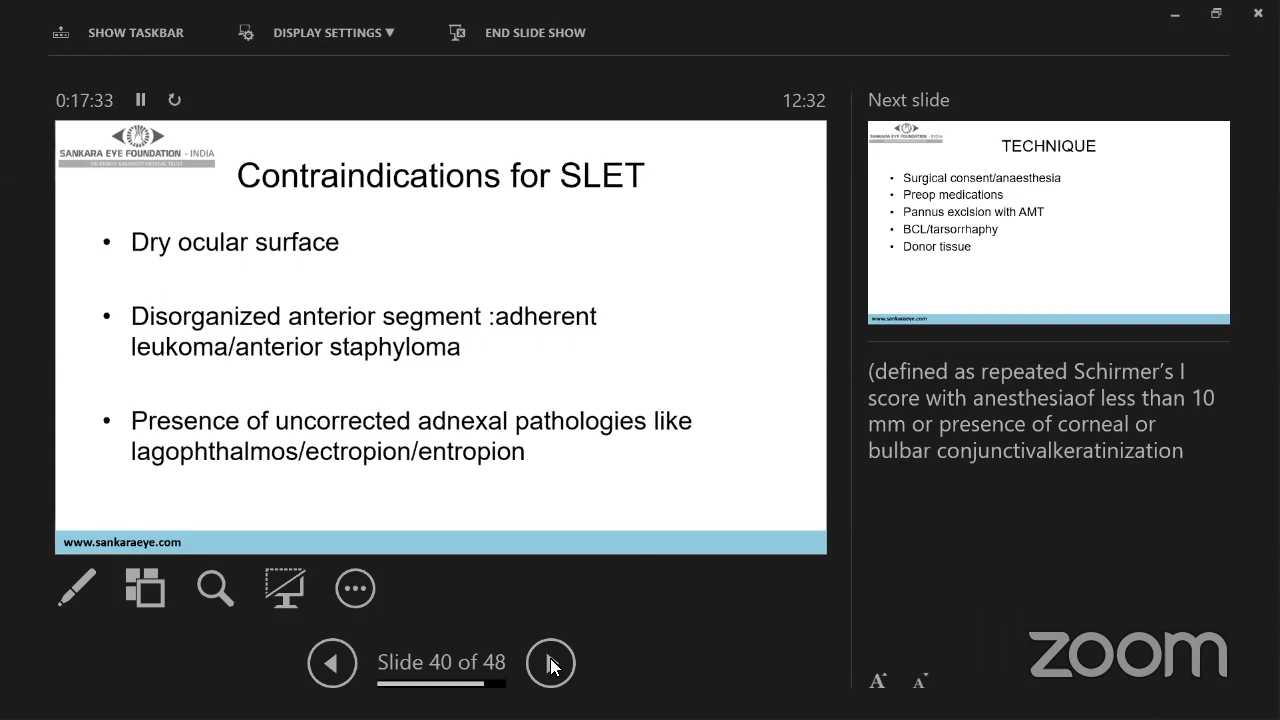 SHOW TASKBAR
DISPLAY SETTINGS ▼
END SLIDE SHOW
0:17:33
12:32
SANKARA EYE FOUNDATION - INDIA
Contraindications for SLET
• Dry ocular surface
• Disorganized anterior segment :adherent
leukoma/anterior staphyloma
• Presence of uncorrected adnexal pathologies like
lagophthalmos/ectropion/entropion
www.sankaraeye.com
Slide 40 of 48
Next slide
SANKARA EYE FOUNDATION - INDIA
TECHNIQUE
• Surgical consent/anaesthesia
• Preop medications
• Pannus excision with AMT
• BCL/tarsorrhaphy
• Donor tissue
www.sankaraeye.com
(defined as repeated Schirmer’s I
score with anesthesiaof less than 10
mm or presence of corneal or
bulbar conjunctivalkeratinization
A A
zoom